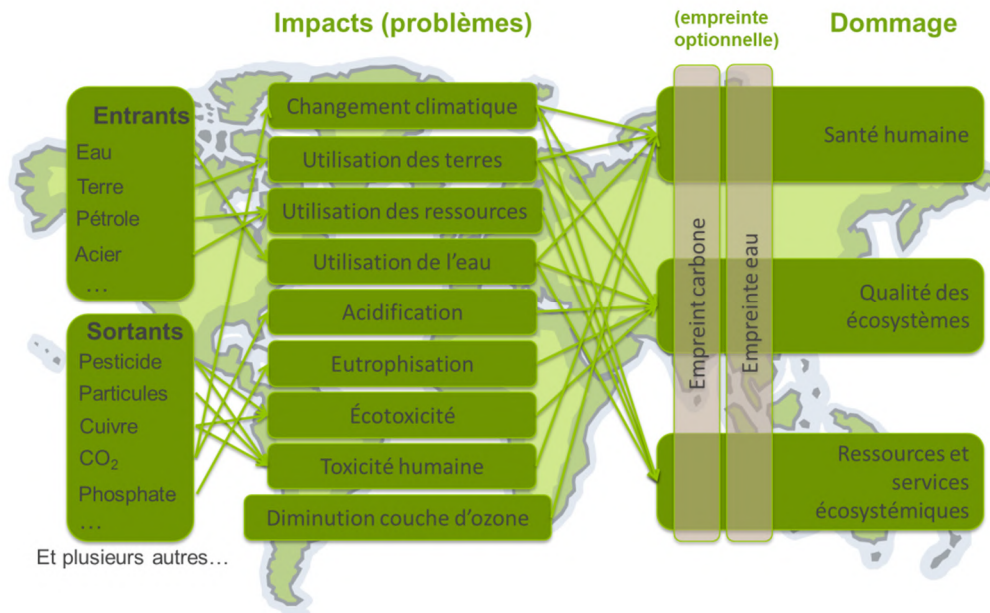 Impacts (problèmes)
(empreinte
optionnelle)
Dommage
Entrants
Eau
Terre
Pétrole
Acier
…
Sortants
Pesticide
Particules
Cuivre
CO₂
Phosphate
…
Et plusieurs autres…
Changement climatique
Utilisation des terres
Utilisation des ressources
Utilisation de l’eau
Acidification
Eutrophisation
Écotoxicité
Toxicité humaine
Diminution couche d’ozone
Empreint carbone
Empreinte eau
Santé humaine
Qualité des
écosystèmes
Ressources et
services
écosystémiques